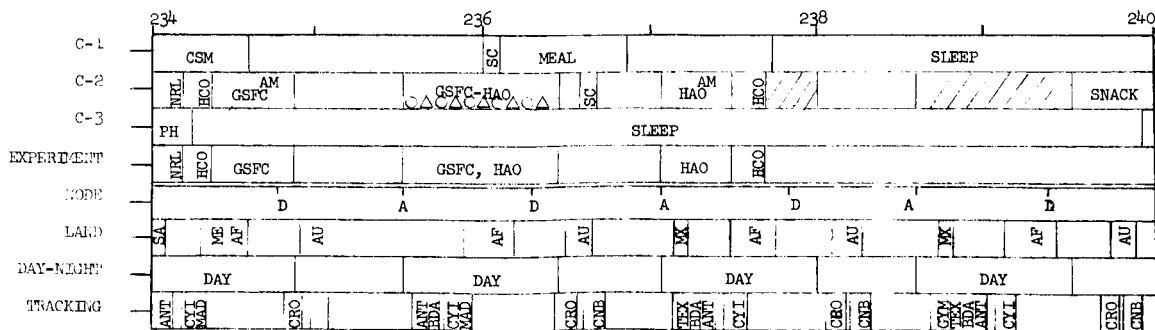 234 236 238 240
C-1 CSM SC MEAL SLEEP
C-2 NRL HCO GSFC AM GSFC-HAO SC HAO AM HCO SNACK
C-3 PH SLEEP
EXPERIMENT NRL HCO GSFC GSFC, HAO HAO HCO
NODE D A D A D A D
LAND SA ME AF AU AF AU MX AF AU MX AF AU
DAY-NIGHT DAY DAY DAY DAY
TRACKING ANT CYI MAD CRO ANT BDA CYI MAD CRO CNB TEX BDA ANT CYI CRO CNB GYM TEX BDA ANT CYI CRO CNB